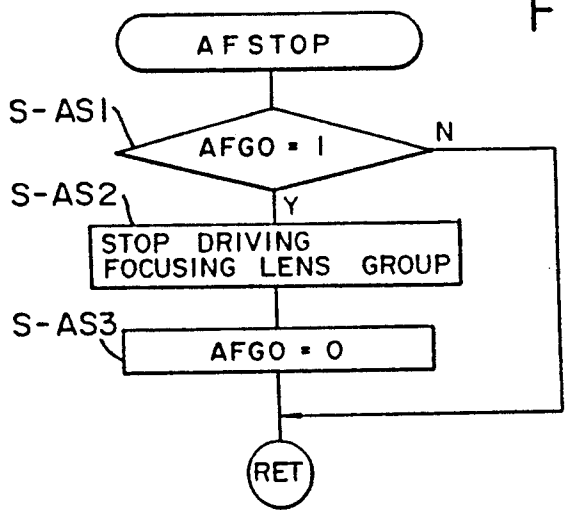 AFSTOP
S-AS1
AFGO = 1
N
S-AS2
Y
STOP DRIVING
FOCUSING LENS GROUP
S-AS3
AFGO = 0
RET